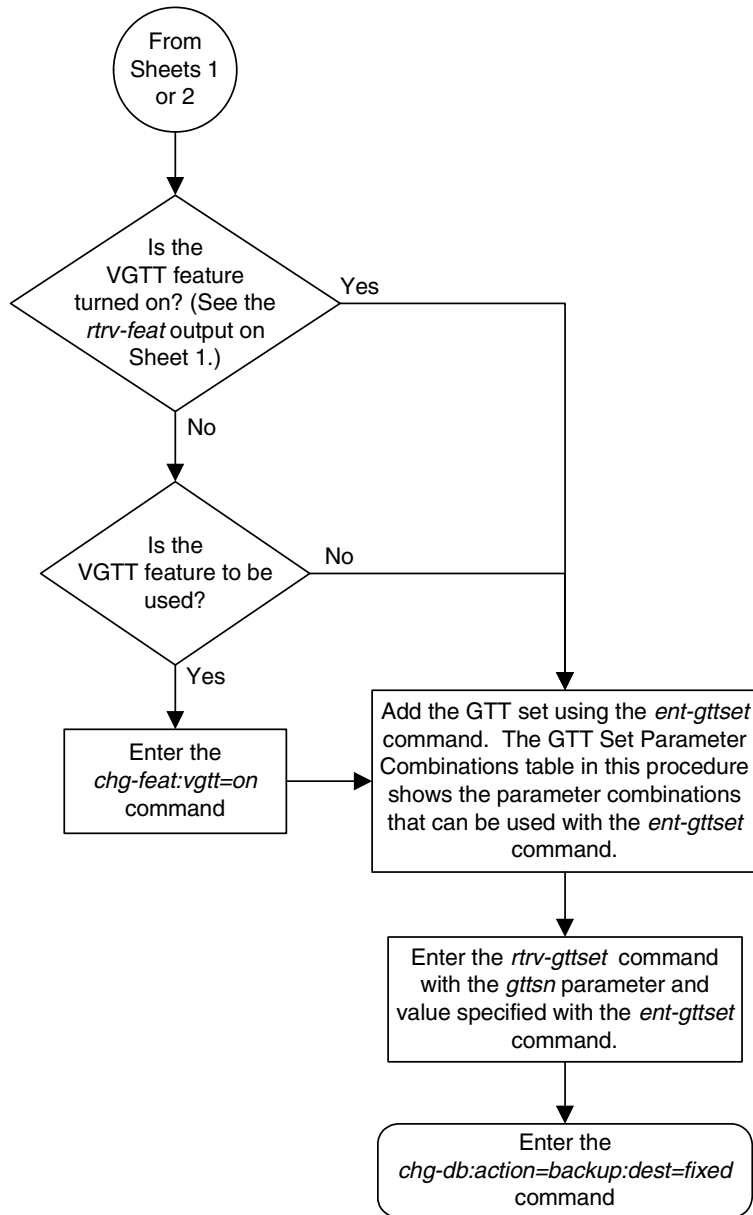 From
Sheets 1
or 2
Is the
VGTT feature
turned on? (See the
rtrv-feat output on
Sheet 1.)
Yes
No
Is the
VGTT feature to be
used?
No
Yes
Enter the
chg-feat:vgtt=on
command
Add the GTT set using the ent-gttset
command. The GTT Set Parameter
Combinations table in this procedure
shows the parameter combinations
that can be used with the ent-gttset
command.
Enter the rtrv-gttset command
with the gttsn parameter and
value specified with the ent-gttset
command.
Enter the
chg-db:action=backup:dest=fixed
command